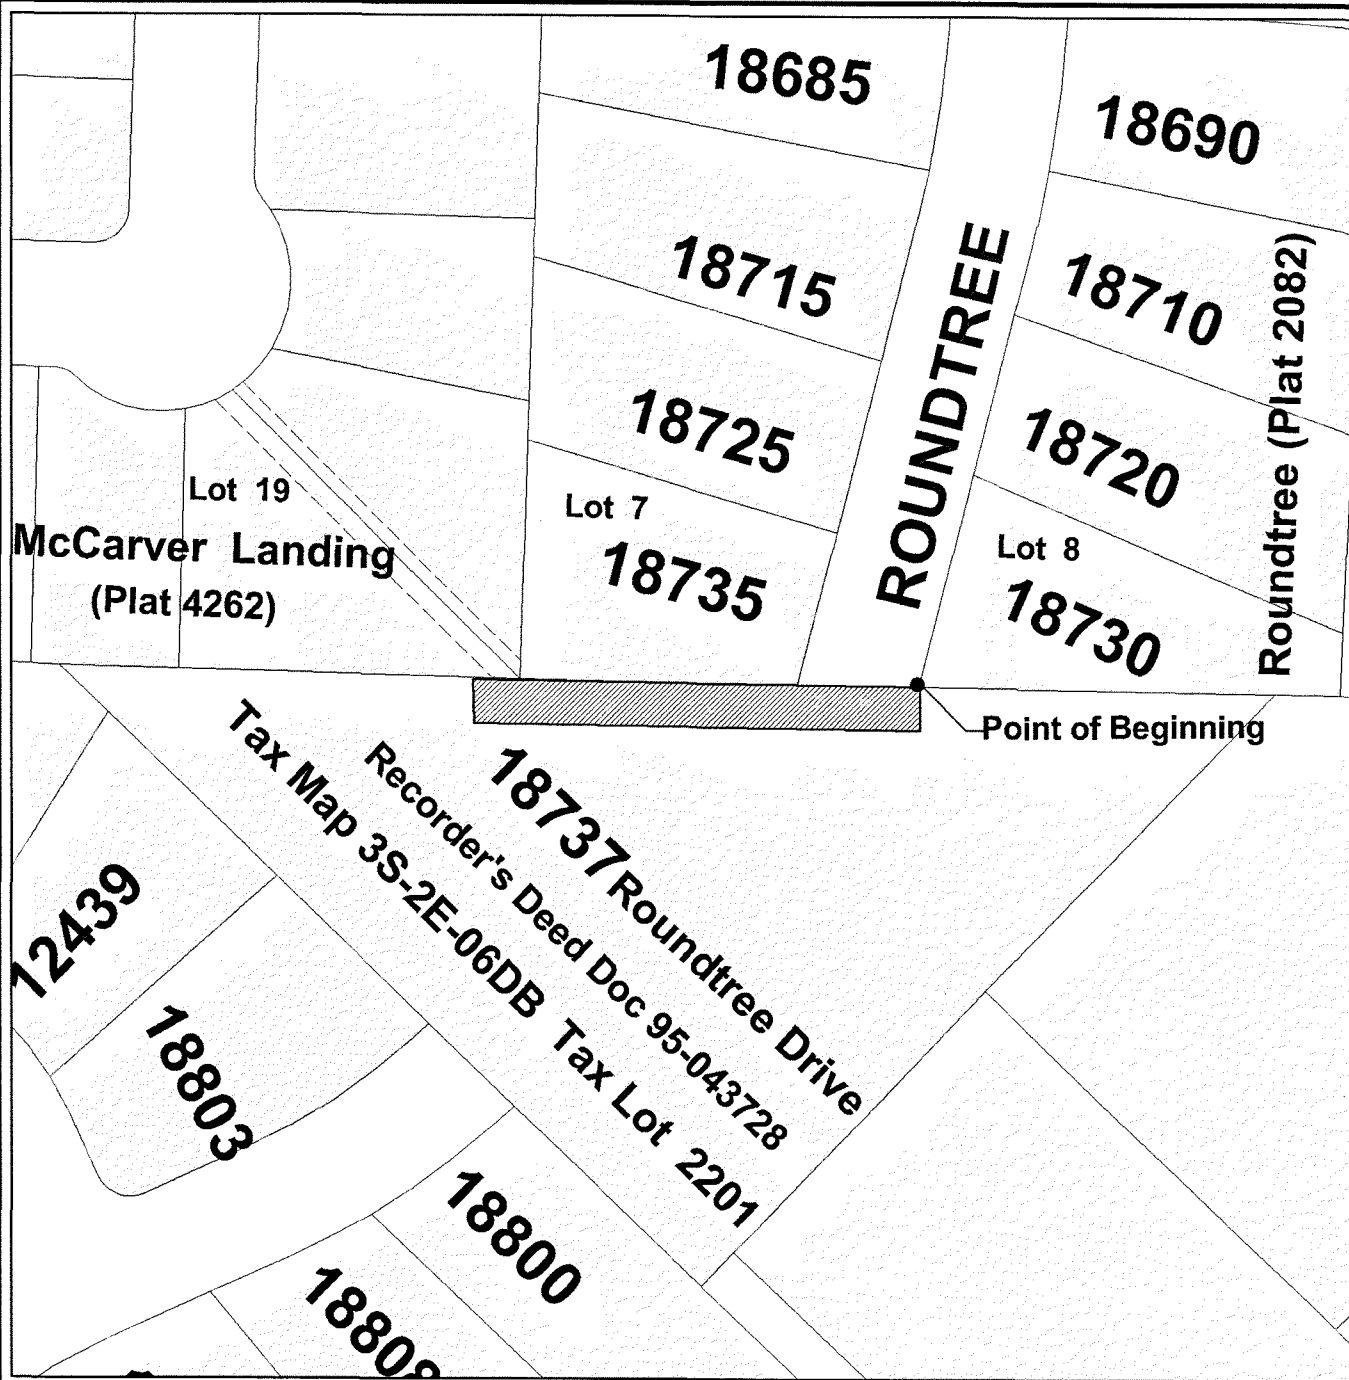 18685
18690
18715
18710
ROUNDTREE
Roundtree (Plat 2082)
18725
18720
Lot 19
Lot 7
McCarver Landing
(Plat 4262)
18735
Lot 8
18730
Point of Beginning
18737 Roundtree Drive
Recorder's Deed Doc 95-043728
Tax Map 3S-2E-06DB Tax Lot 2201
12439
18803
18800
18808